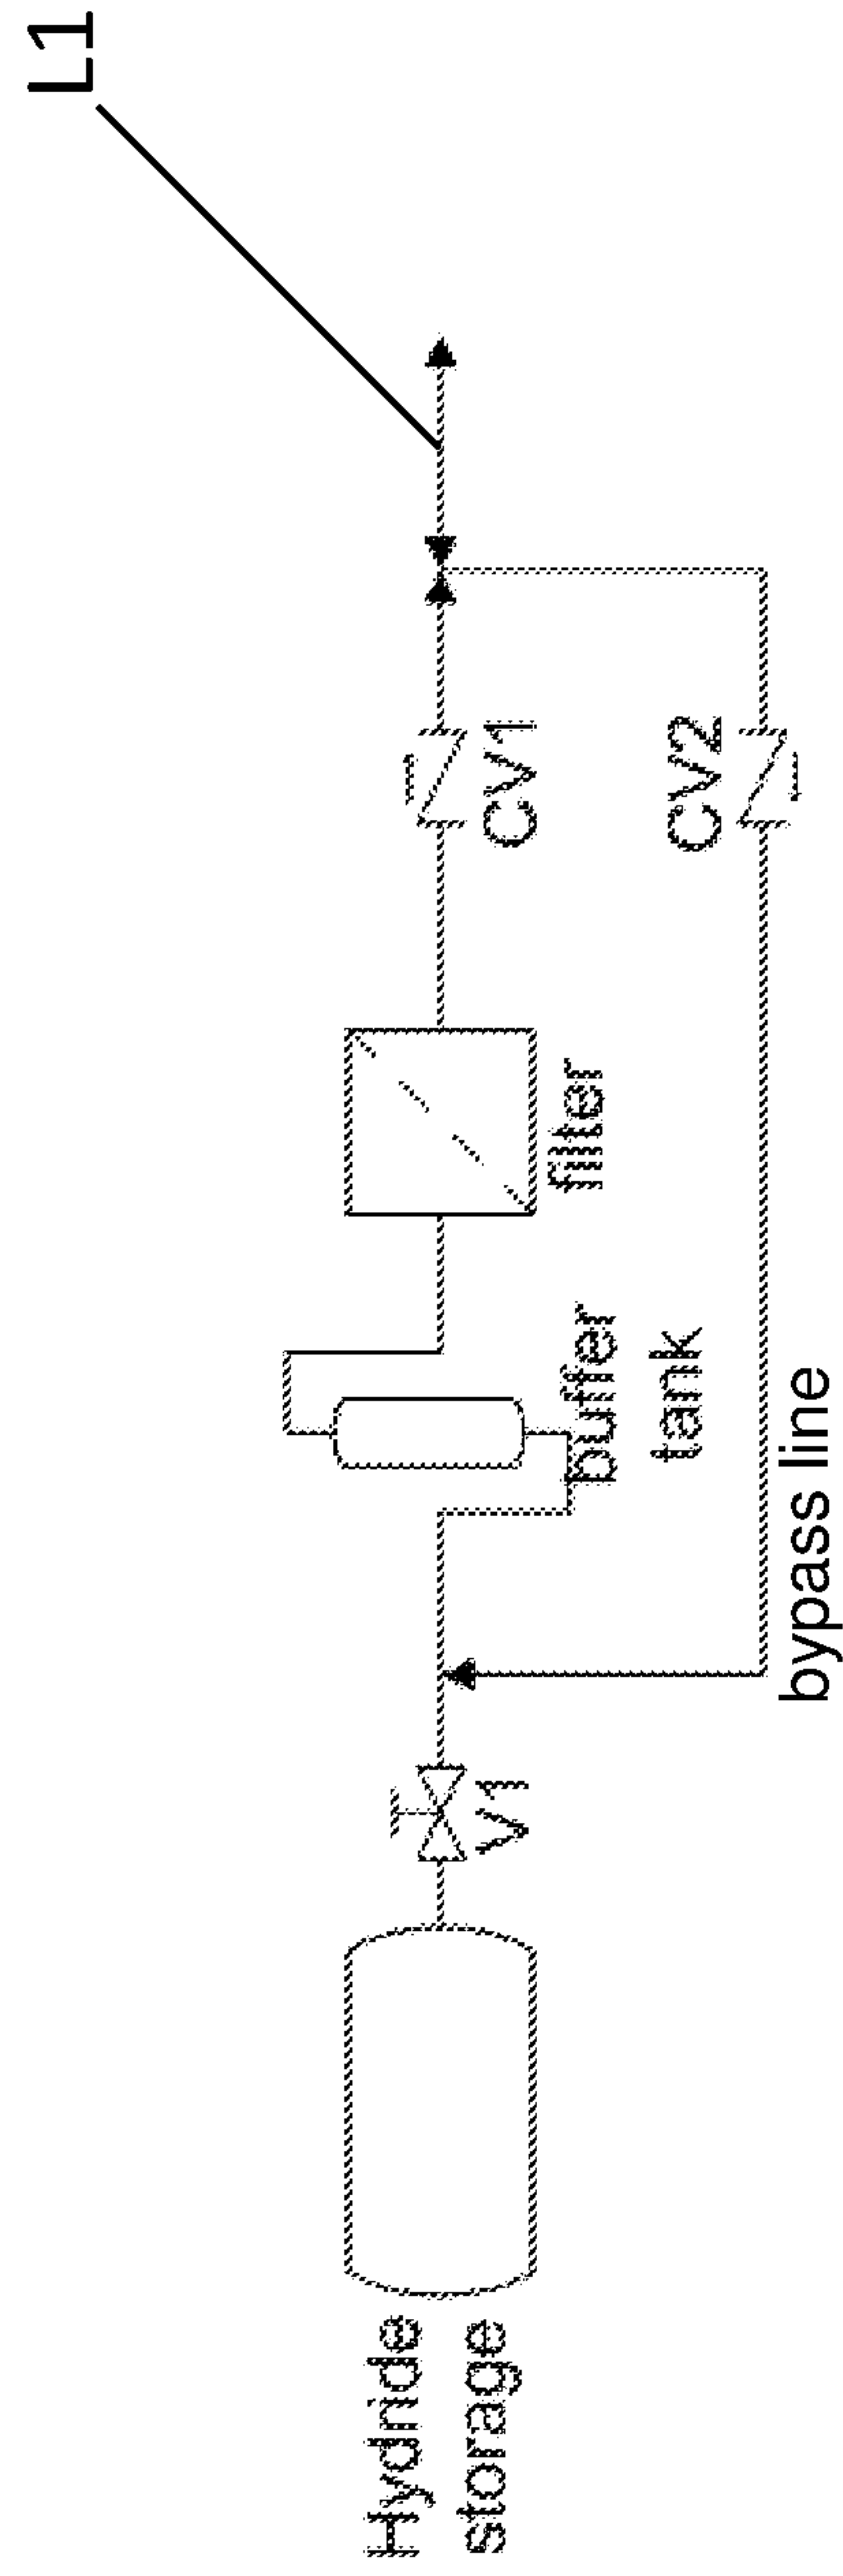 Hydride
storage
V1
buffer
tank
filter
CV1
CV2
bypass line
L1